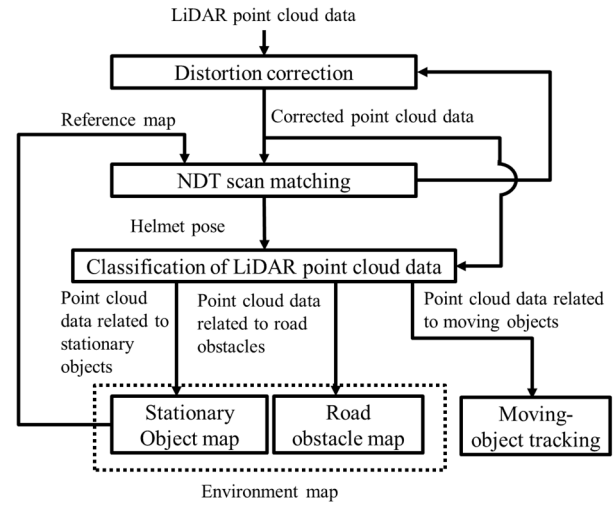 LiDAR point cloud data
Distortion correction
Reference map
Corrected point cloud data
NDT scan matching
Helmet pose
Classification of LiDAR point cloud data
Point cloud
data related to
stationary
objects
Point cloud data
related to road
obstacles
Point cloud data related
to moving objects
Stationary
Object map
Road
obstacle map
Moving-
object tracking
Environment map